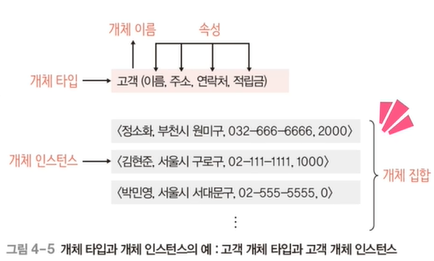 개체 이름
속성
개체 타입
고객 (이름, 주소, 연락처, 적립금)
〈정소화, 부천시 원미구, 032-666-6666, 2000〉
개체 인스턴스
〈김현준, 서울시 구로구, 02-111-1111, 1000〉
개체 집합
〈박민영, 서울시 서대문구, 02-555-5555, 0〉
⋮
그림 4-5 개체 타입과 개체 인스턴스의 예 : 고객 개체 타입과 고객 개체 인스턴스